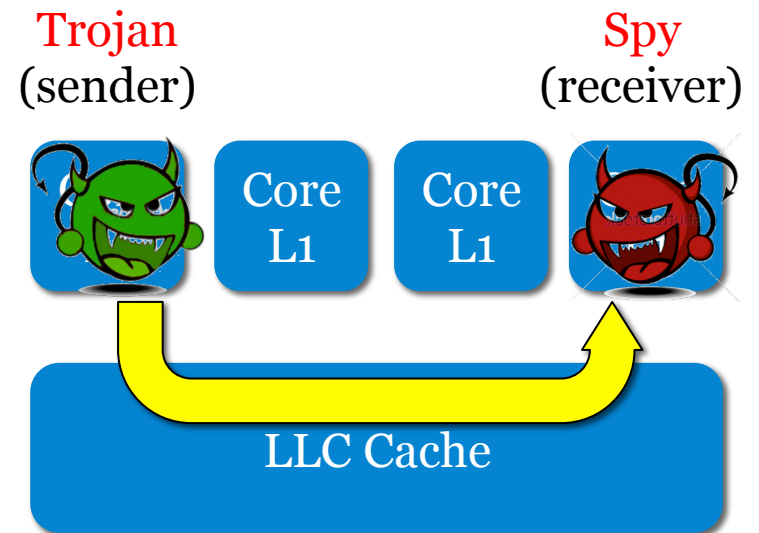 Trojan
(sender)
Spy
(receiver)
Core
L1
Core
L1
LLC Cache